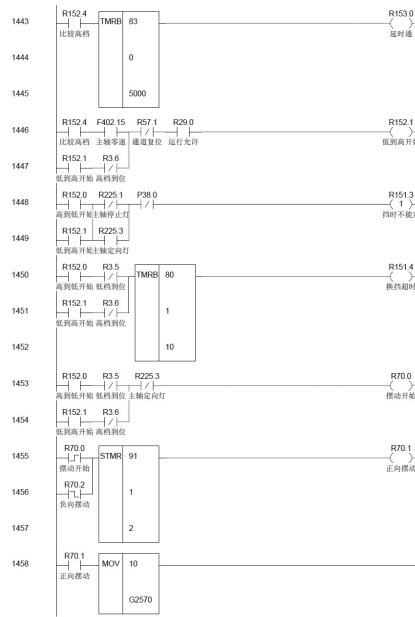 R152.4 R153.0
1443 TMRB 83
比较高档 延时通
1444 0
1445 5000
R152.4 F402.15 R57.1 R29.0 R152.1
1446
比较高档 主轴零速 通道复位 运行允许 低到高开始
R152.1 R3.6
1447
低到高开始 高档到位
R152.0 R225.1 P38.0 R151.3
1448 1
高到低开始 主轴停止灯 挡时不能
R152.1 R225.3
1449
低到高开始 主轴定向灯
R152.0 R3.5 R151.4
1450 TMRB 80
高到低开始 低档到位 换挡超时
R152.1 R3.6
1451 1
低到高开始 高档到位
1452 10
R152.0 R3.5 R225.3 R70.0
1453
高到低开始 低档到位 主轴定向灯 摆动开始
R152.1 R3.6
1454
低到高开始 高档到位
R70.0 R70.1
1455 STMR 91
摆动开始 正向摆动
R70.2
1456 1
负向摆动
1457 2
R70.1
1458 MOV 10
正向摆动
G2570